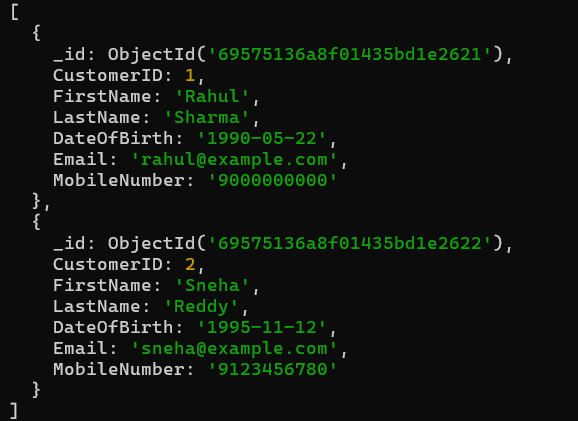 [
  {
    _id: ObjectId('69575136a8f01435bd1e2621'),
    CustomerID: 1,
    FirstName: 'Rahul',
    LastName: 'Sharma',
    DateOfBirth: '1990-05-22',
    Email: 'rahul@example.com',
    MobileNumber: '9000000000'
  },
  {
    _id: ObjectId('69575136a8f01435bd1e2622'),
    CustomerID: 2,
    FirstName: 'Sneha',
    LastName: 'Reddy',
    DateOfBirth: '1995-11-12',
    Email: 'sneha@example.com',
    MobileNumber: '9123456780'
  }
]